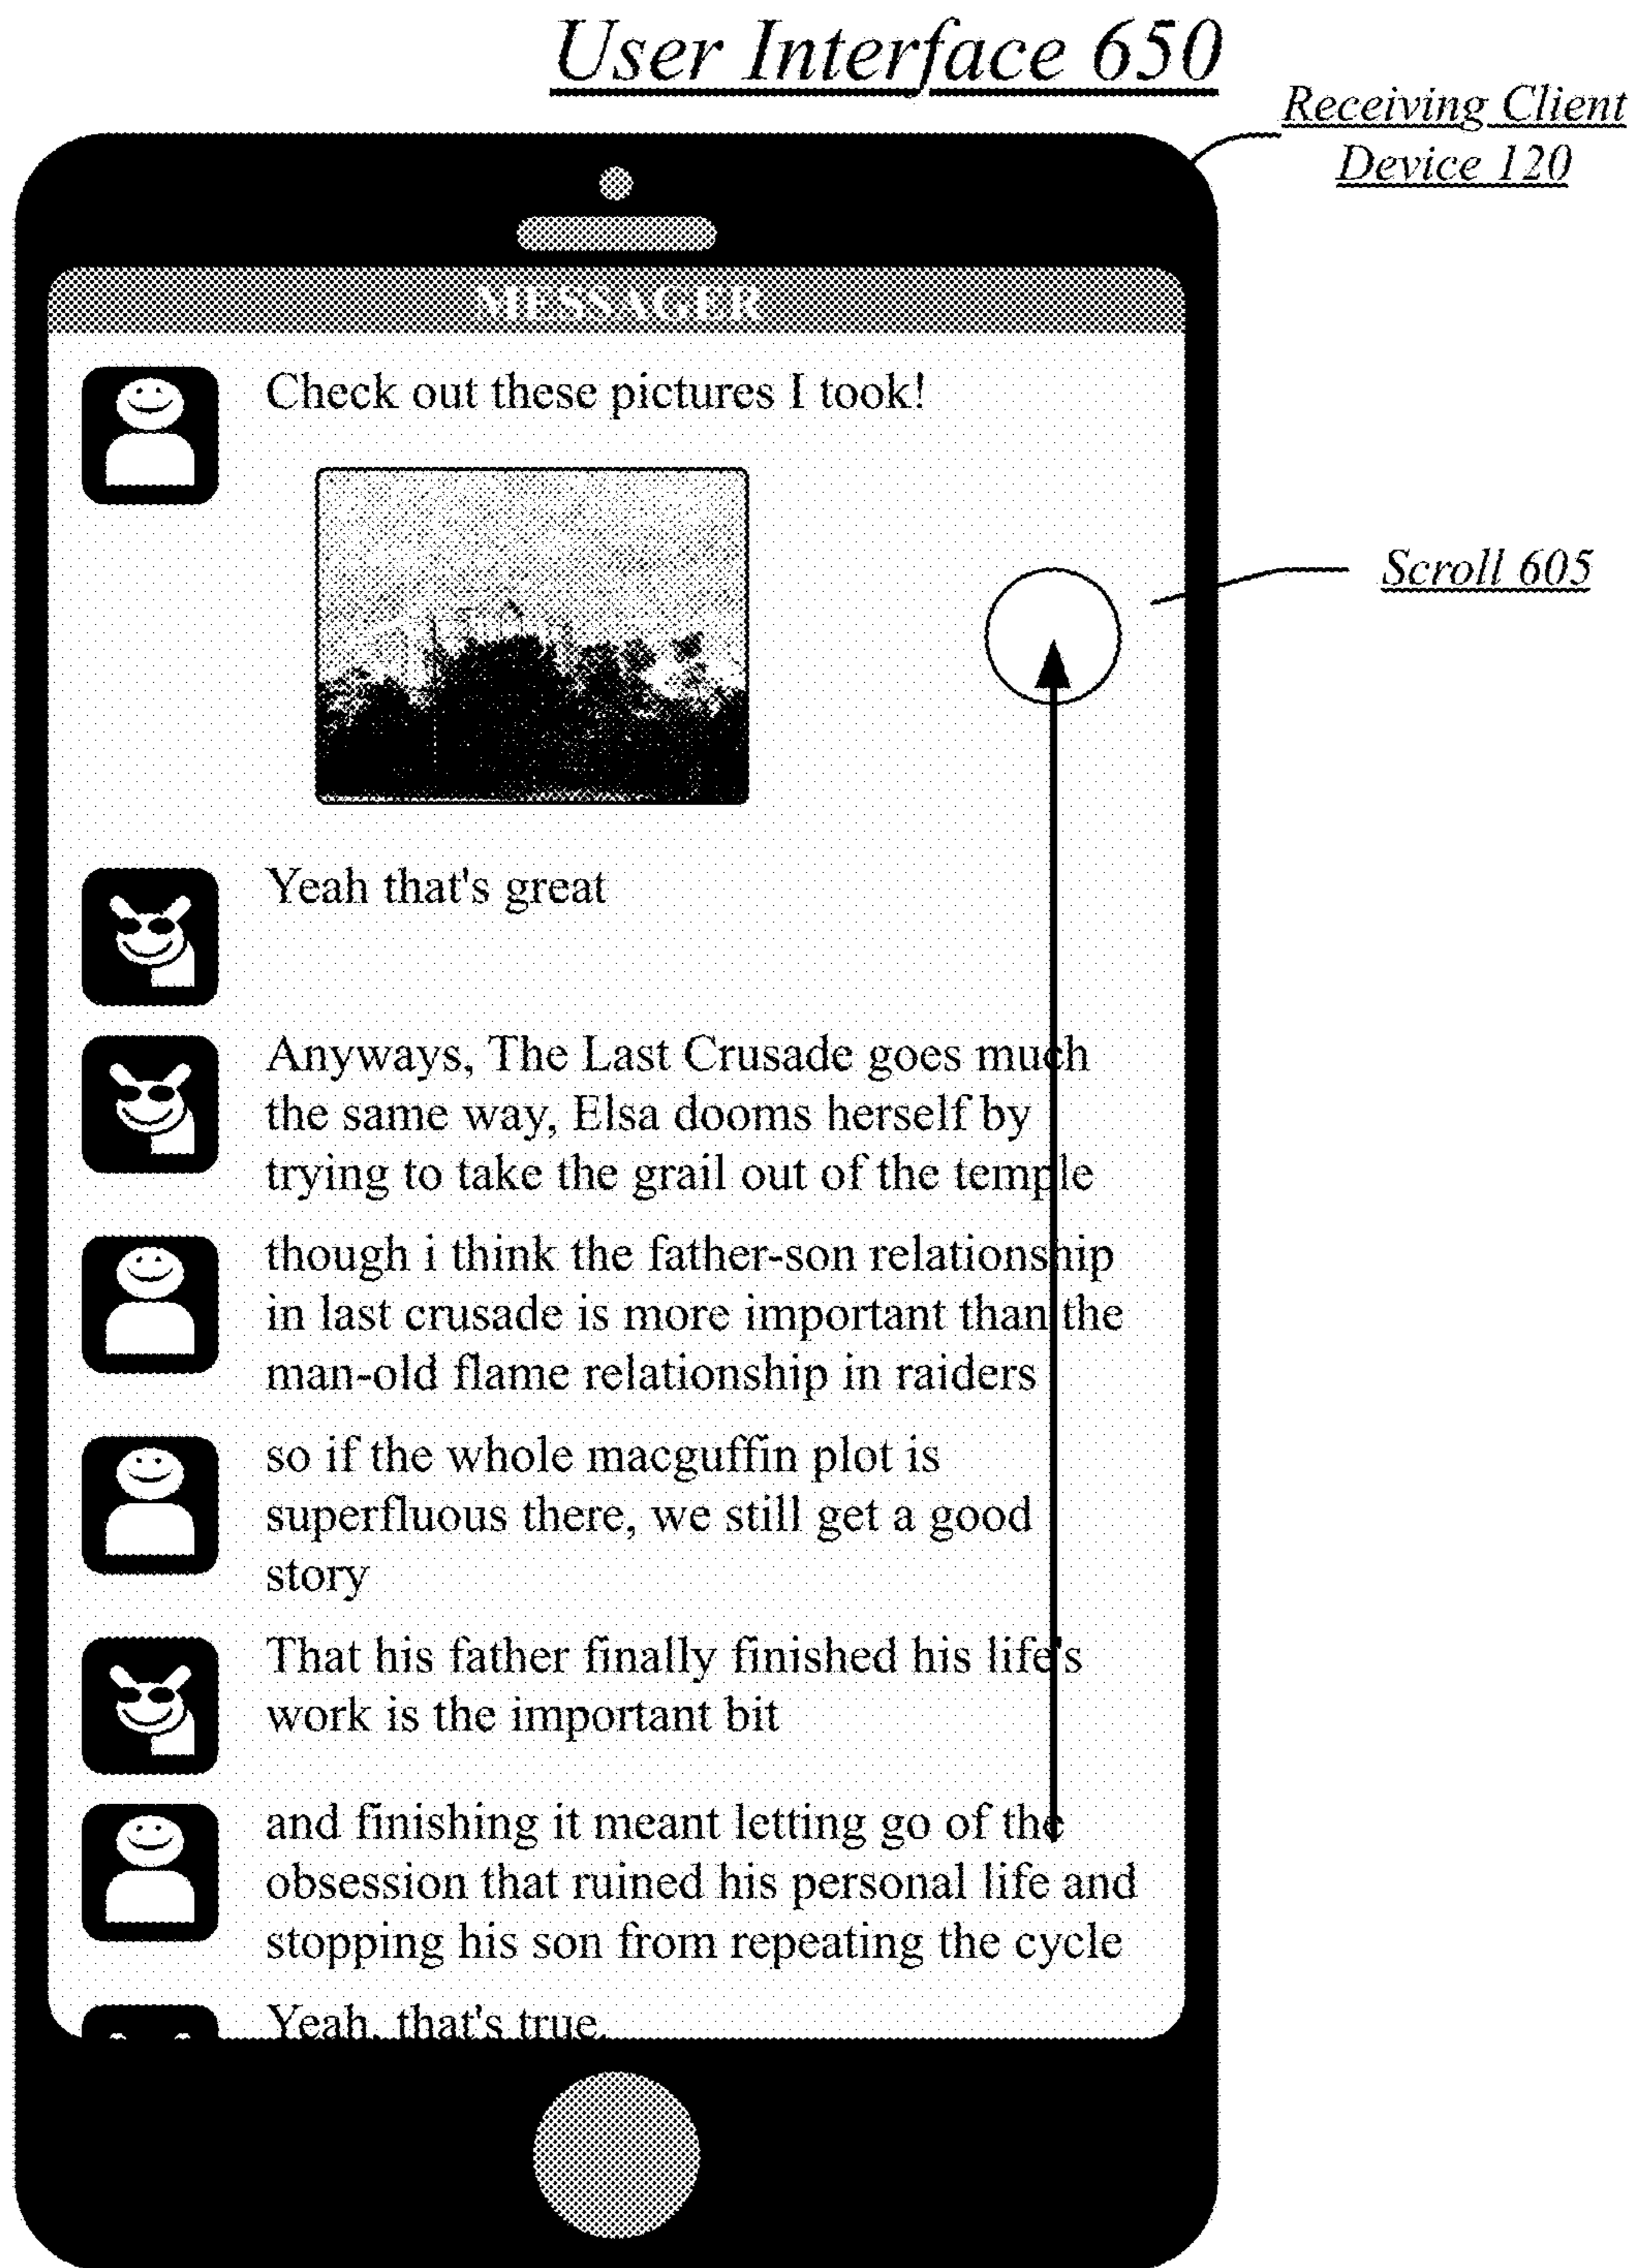 User Interface 650
Receiving Client
Device 120
MESSAGER
Check out these pictures I took!
Scroll 605
Yeah that's great
Anyways, The Last Crusade goes much
the same way, Elsa dooms herself by
trying to take the grail out of the temple
though i think the father-son relationship
in last crusade is more important than the
man-old flame relationship in raiders
so if the whole macguffin plot is
superfluous there, we still get a good
story
That his father finally finished his life's
work is the important bit
and finishing it meant letting go of the
obsession that ruined his personal life and
stopping his son from repeating the cycle
Yeah, that's true.